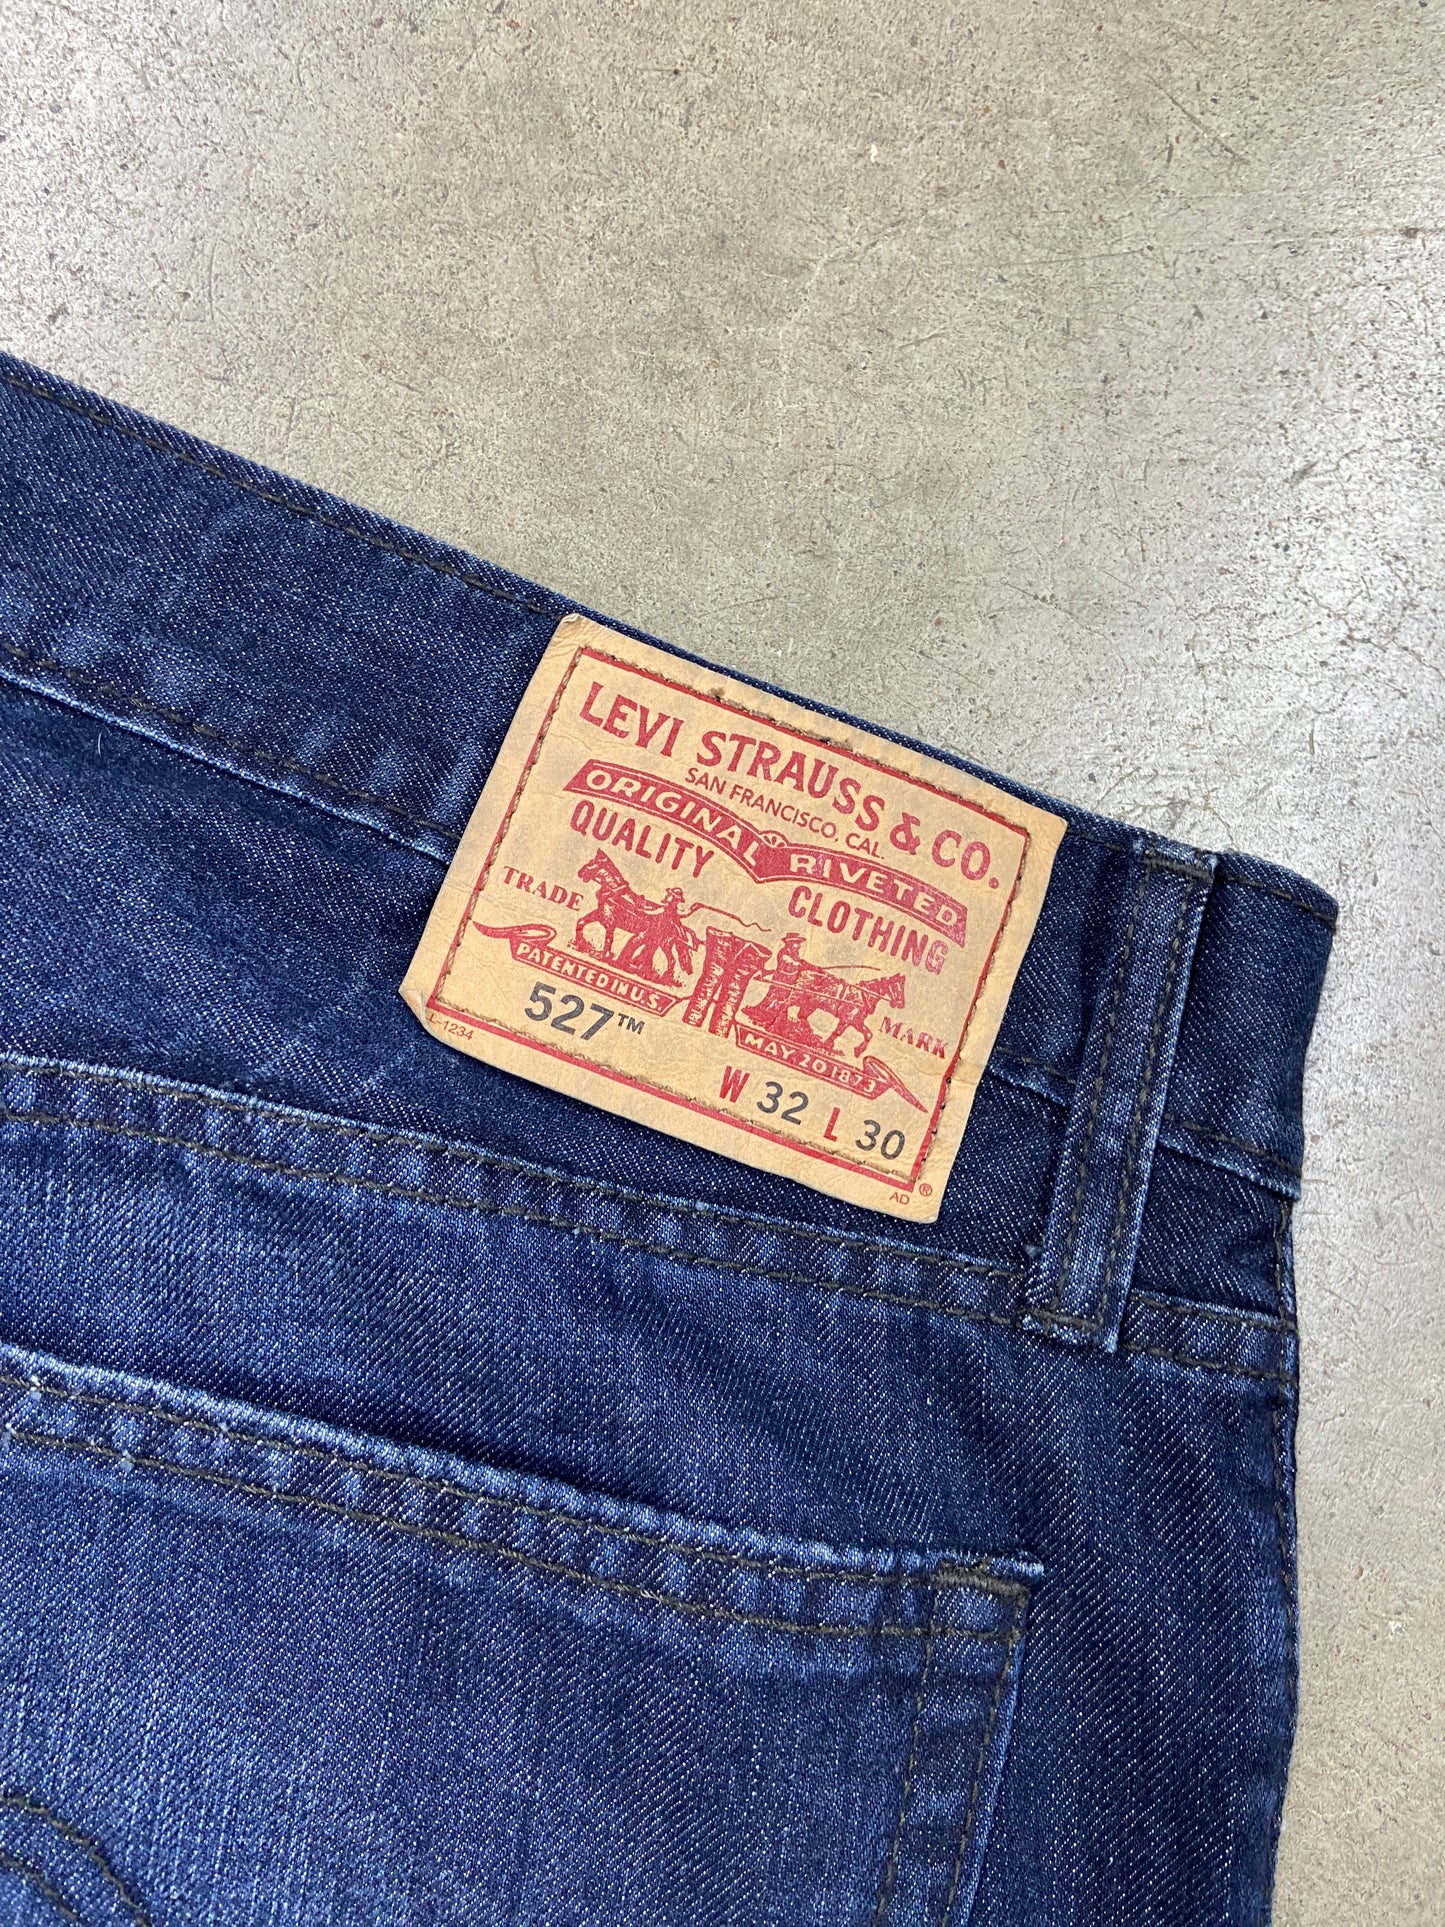 LEVI STRAUSS & CO.
SAN FRANCISCO, CAL.
ORIGINAL RIVETED
QUALITY CLOTHING
TRADE MARK
PATENTED IN U.S. MAY 20 1873
527™
W 32 L 30
L-1234
AD ®